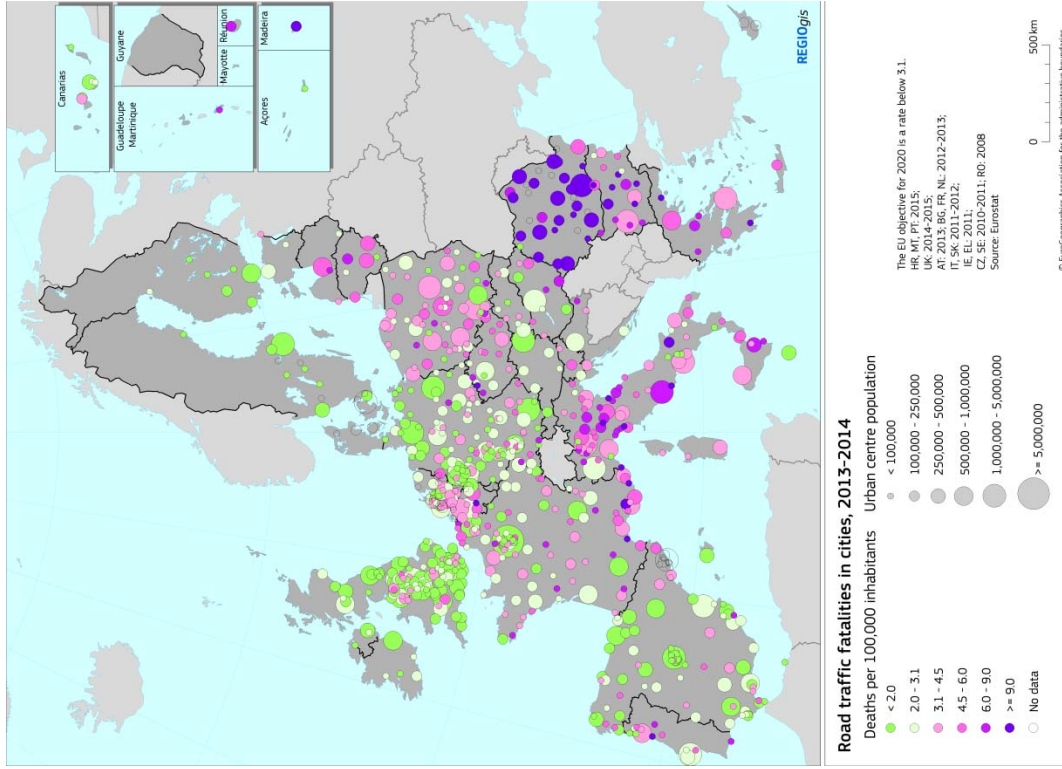 Canarias
Guyane
Guadeloupe
Martinique
Mayotte
Réunion
Açores
Madeira
REGIOgis
Road traffic fatalities in cities, 2013-2014
Deaths per 100,000 inhabitants
< 2.0
2.0 - 3.1
3.1 - 4.5
4.5 - 6.0
6.0 - 9.0
>= 9.0
No data
Urban centre population
< 100,000
100,000 - 250,000
250,000 - 500,000
500,000 - 1,000,000
1,000,000 - 5,000,000
>= 5,000,000
The EU objective for 2020 is a rate below 3.1.
HR, MT, PT: 2015;
UK: 2014-2015;
AT: 2013; BG, FR, NL: 2012-2013;
IT, SK: 2011-2012;
IE, EL: 2011;
CZ, SE: 2010-2011; RO: 2008
Source: Eurostat
0 500 km